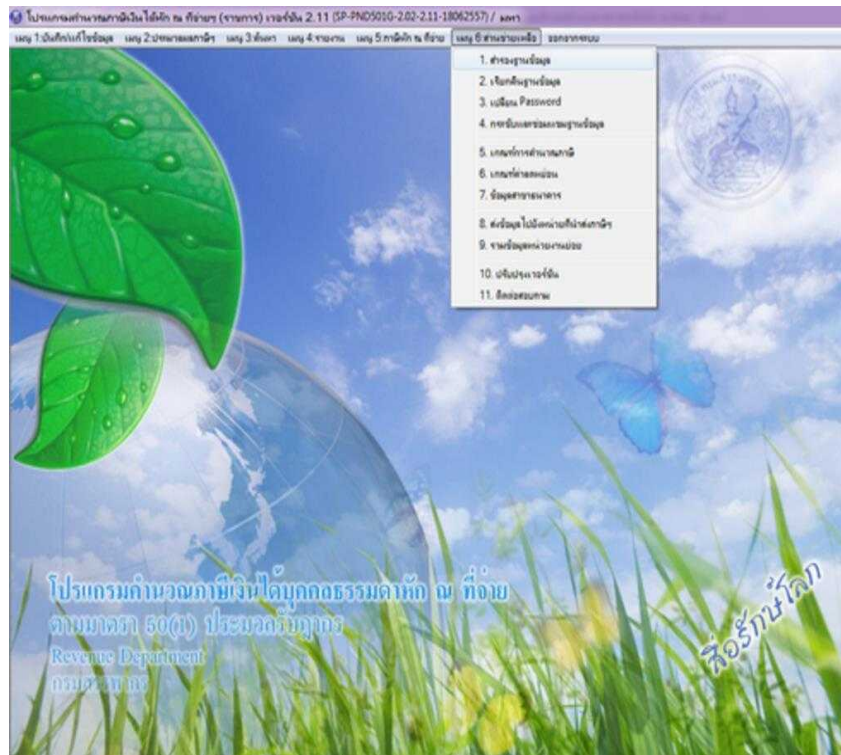 โปรแกรมคำนวณภาษีเงินได้หัก ณ ที่จ่ายฯ (ราชการ) เวอร์ชัน 2.11 (SP-PND501G-2.02-2.11-18062557) /
เมนู 1:บันทึก/แก้ไขข้อมูล เมนู 2:ประมวลผลภาษีฯ เมนู 3:ค้นหา เมนู 4:รายงาน เมนู 5:ภาษีหัก ณ ที่จ่าย เมนู 6:ส่วนช่วยเหลือ ออกจากระบบ
1. สำรองฐานข้อมูล
2. เรียกคืนฐานข้อมูล
3. เปลี่ยน Password
4. กระชับและซ่อมแซมฐานข้อมูล
5. เกณฑ์การคำนวณภาษี
6. เกณฑ์ค่าลดหย่อน
7. ข้อมูลสาขาธนาคาร
8. ส่งข้อมูลไปยังหน่วยที่นำส่งภาษีฯ
9. รวมข้อมูลหน่วยงานย่อย
10. ปรับปรุงเวอร์ชัน
11. ติดต่อสอบถาม
โปรแกรมคำนวณภาษีเงินได้บุคคลธรรมดาหัก ณ ที่จ่าย
ตามมาตรา 50(1) ประมวลรัษฎากร
Revenue Department
กรมสรรพากร
สื่อรักษ์โลก